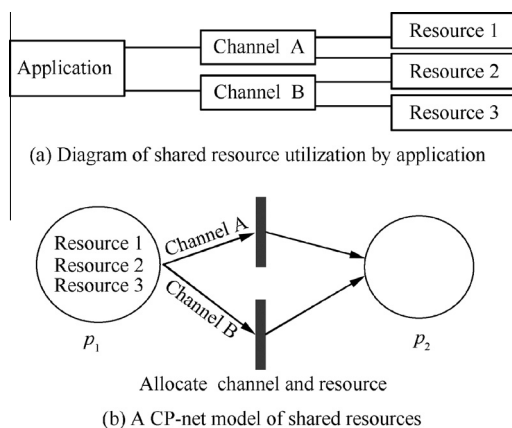 Application
Channel A
Channel B
Resource 1
Resource 2
Resource 3
(a) Diagram of shared resource utilization by application
Resource 1
Resource 2
Resource 3
Channel A
Channel B
p1
p2
Allocate channel and resource
(b) A CP-net model of shared resources